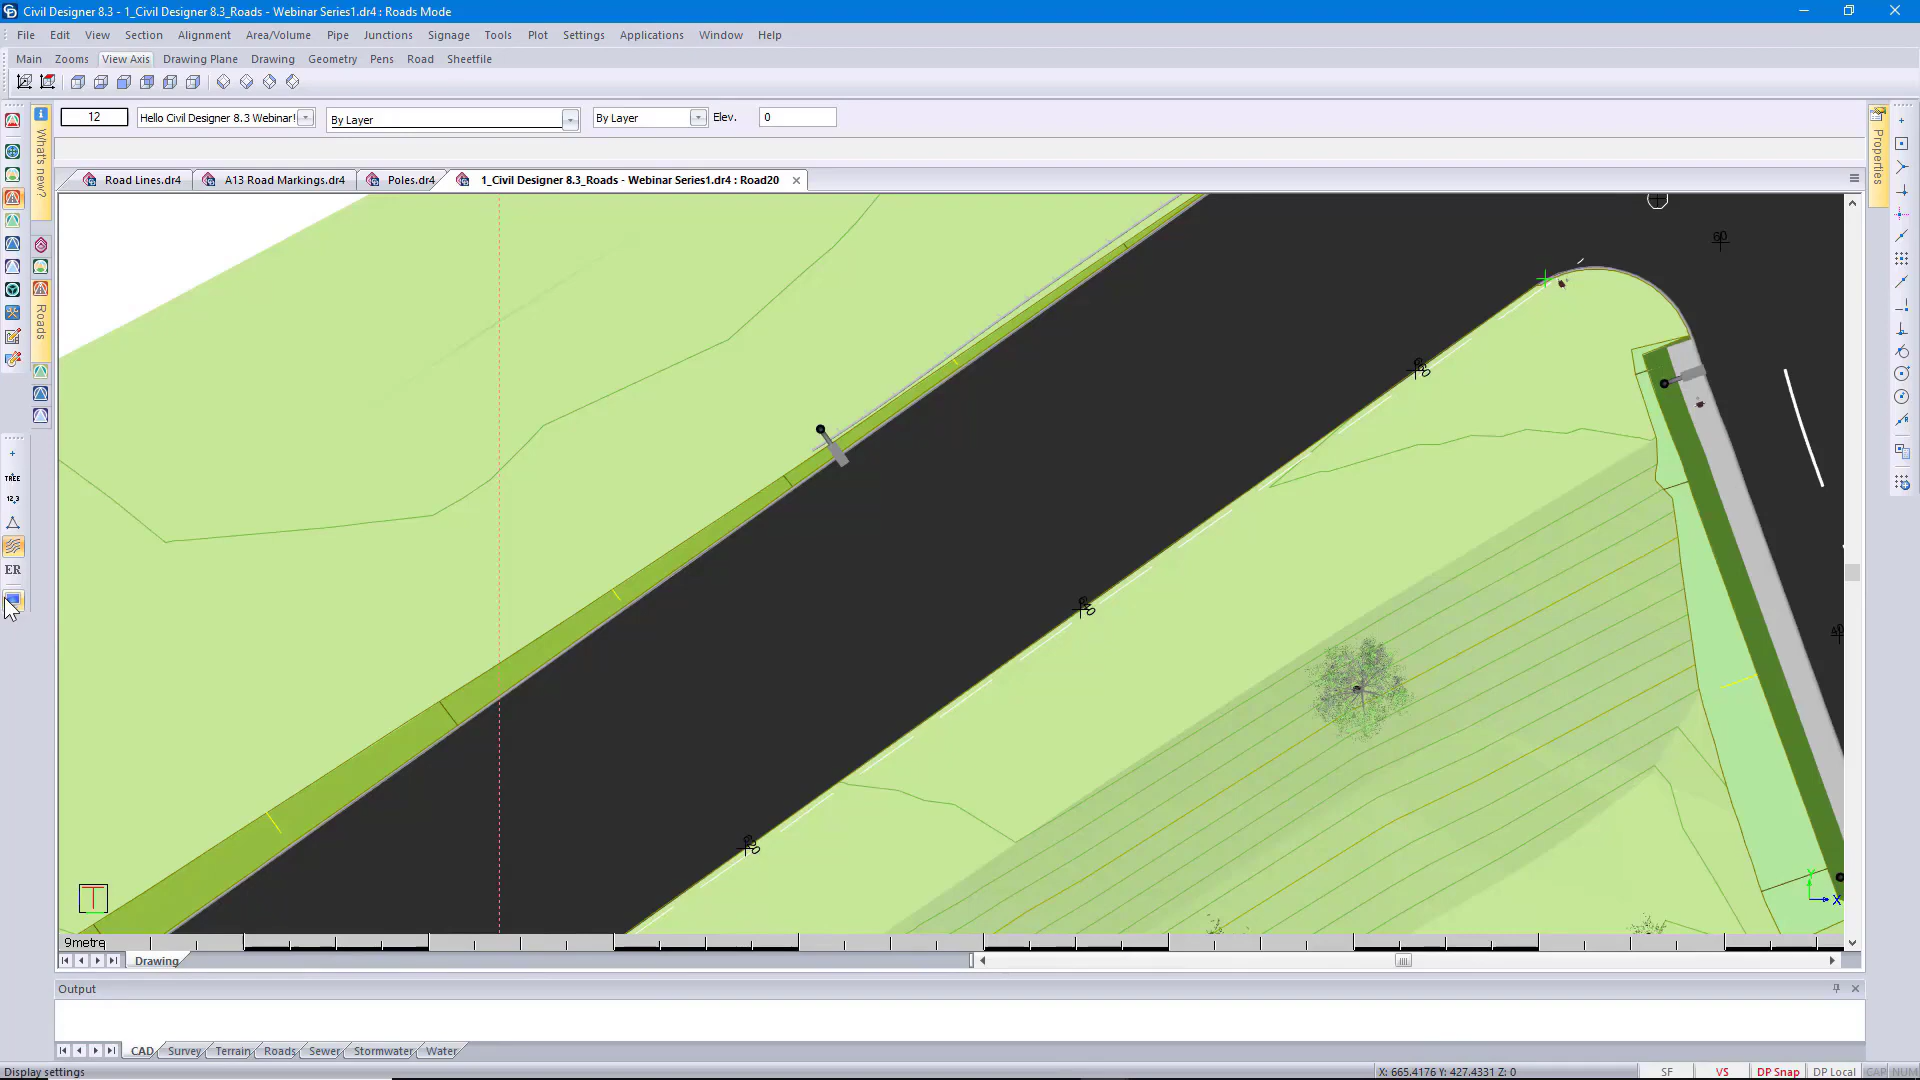 Civil Designer 8.3 - 1_Civil Designer 8.3_Roads - Webinar Series1.dr4 : Roads Mode
File Edit View Section Alignment Area/Volume Pipe Junctions Signage Tools Plot Settings Applications Window Help
Main Zooms View Axis Drawing Plane Drawing Geometry Pens Road Sheetfile
12 Hello Civil Designer 8.3 Webinar! By Layer By Layer Elev. 0
What's new?
Properties
Road Lines.dr4 A13 Road Markings.dr4 Poles.dr4 1_Civil Designer 8.3_Roads - Webinar Series1.dr4 : Road20
60
Roads
TREE
12.3
ER
40
Y
X
9metre
Drawing
Output
CAD Survey Terrain Roads Sewer Stormwater Water
Display settings X: 665.4176 Y: 427.4331 Z: 0 SF VS DP Snap DP Local CAP NUM